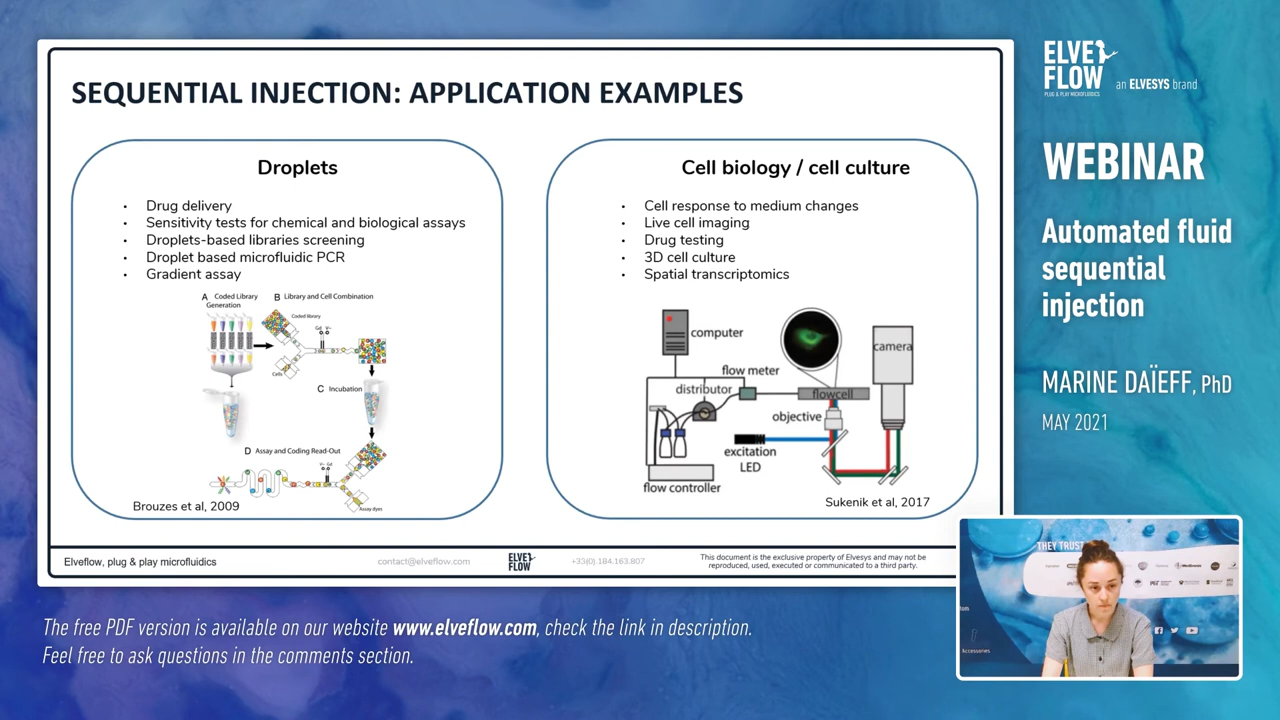 SEQUENTIAL INJECTION: APPLICATION EXAMPLES
Droplets
• Drug delivery
• Sensitivity tests for chemical and biological assays
• Droplets-based libraries screening
• Droplet based microfluidic PCR
• Gradient assay
A Coded Library
Generation
B Library and Cell Combination
Coded library
Cells
C Incubation
D Assay and Coding Read-Out
Assay dyes
Brouzes et al, 2009
Cell biology / cell culture
• Cell response to medium changes
• Live cell imaging
• Drug testing
• 3D cell culture
• Spatial transcriptomics
computer
camera
flow meter
distributor
flowcell
objective
excitation
LED
flow controller
Sukenik et al, 2017
Elveflow, plug & play microfluidics
contact@elveflow.com
ELVE
FLOW
+33(0).184.163.807
This document is the exclusive property of Elvesys and may not be
reproduced, used, executed or communicated to a third party.
ELVE
FLOW
PLUG & PLAY MICROFLUIDICS
an ELVESYS brand
WEBINAR
Automated fluid
sequential
injection
MARINE DAÏEFF, PhD
MAY 2021
THEY TRUST
Accessories
The free PDF version is available on our website www.elveflow.com, check the link in description.
Feel free to ask questions in the comments section.